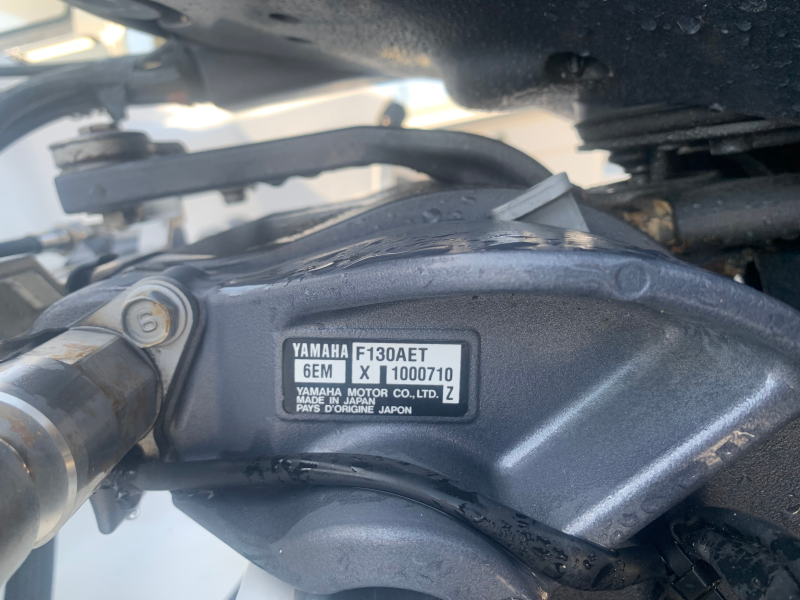 YAMAHA F130AET
6EM X 1000710
YAMAHA MOTOR CO., LTD. Z
MADE IN JAPAN
PAYS D'ORIGINE JAPON
6